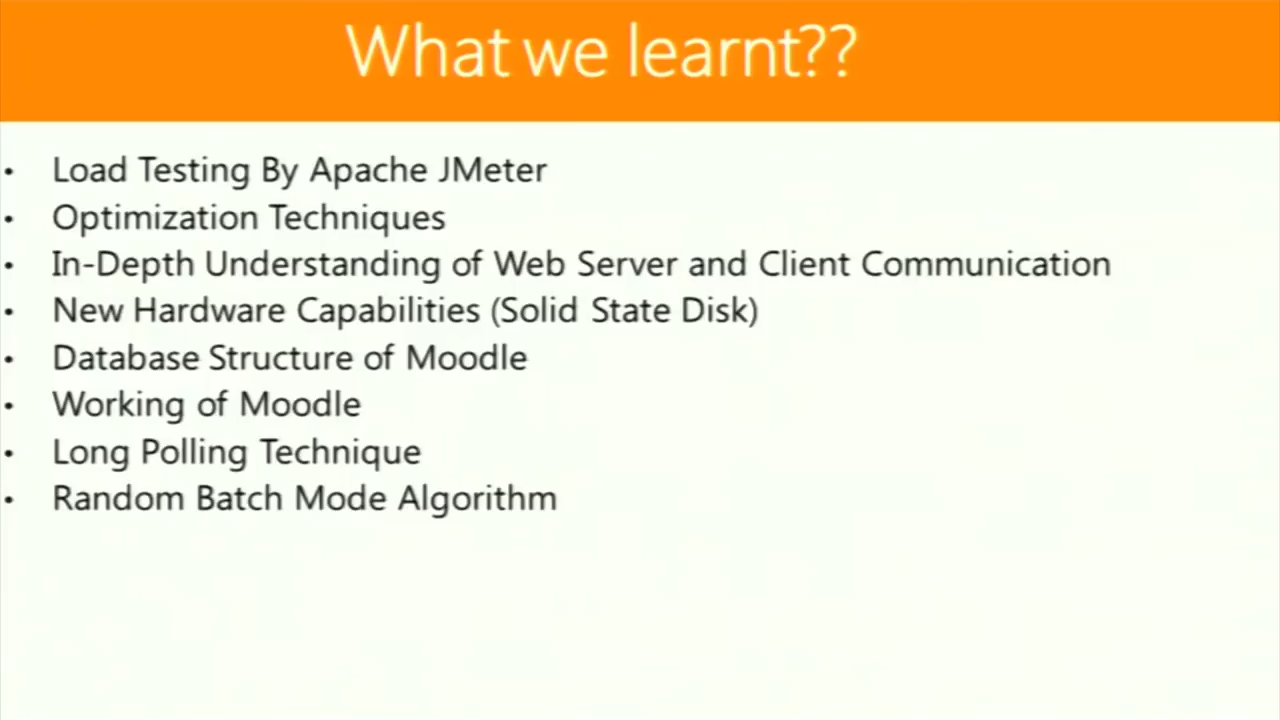 What we learnt??
• Load Testing By Apache JMeter
• Optimization Techniques
• In-Depth Understanding of Web Server and Client Communication
• New Hardware Capabilities (Solid State Disk)
• Database Structure of Moodle
• Working of Moodle
• Long Polling Technique
• Random Batch Mode Algorithm